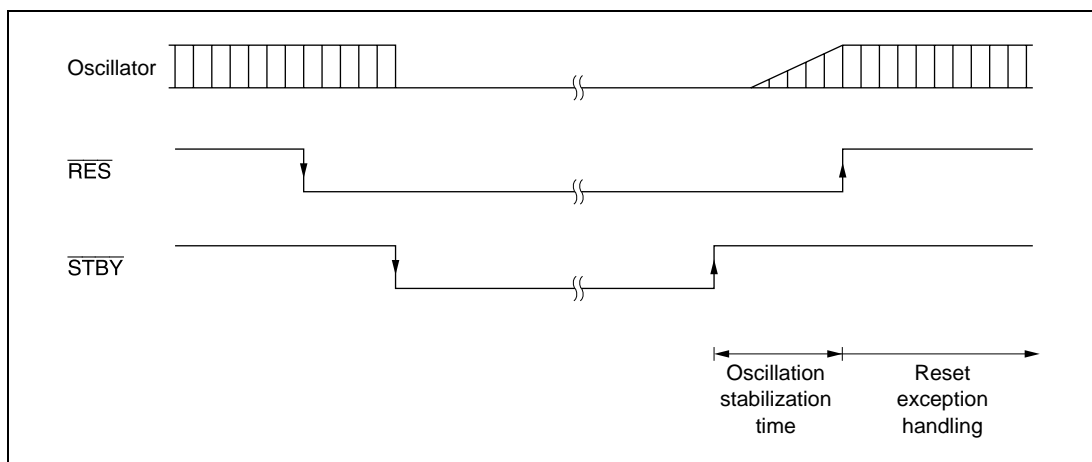 Oscillator
RES
STBY
Oscillation
stabilization
time
Reset
exception
handling